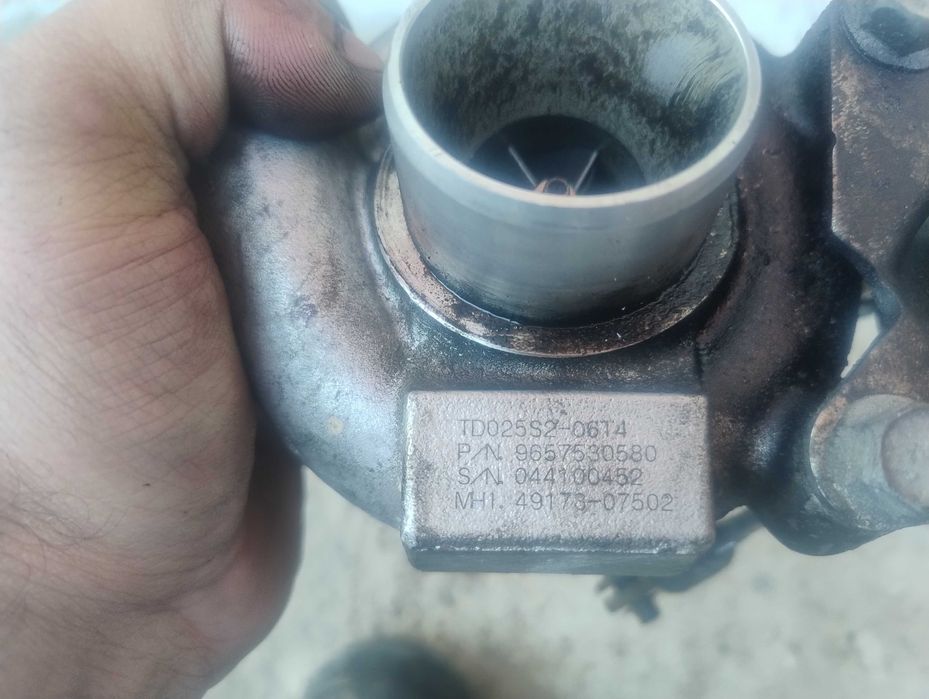 TD025S2-06T4
P/N. 9657530580
S/N. 044100452
MHI. 49173-07502